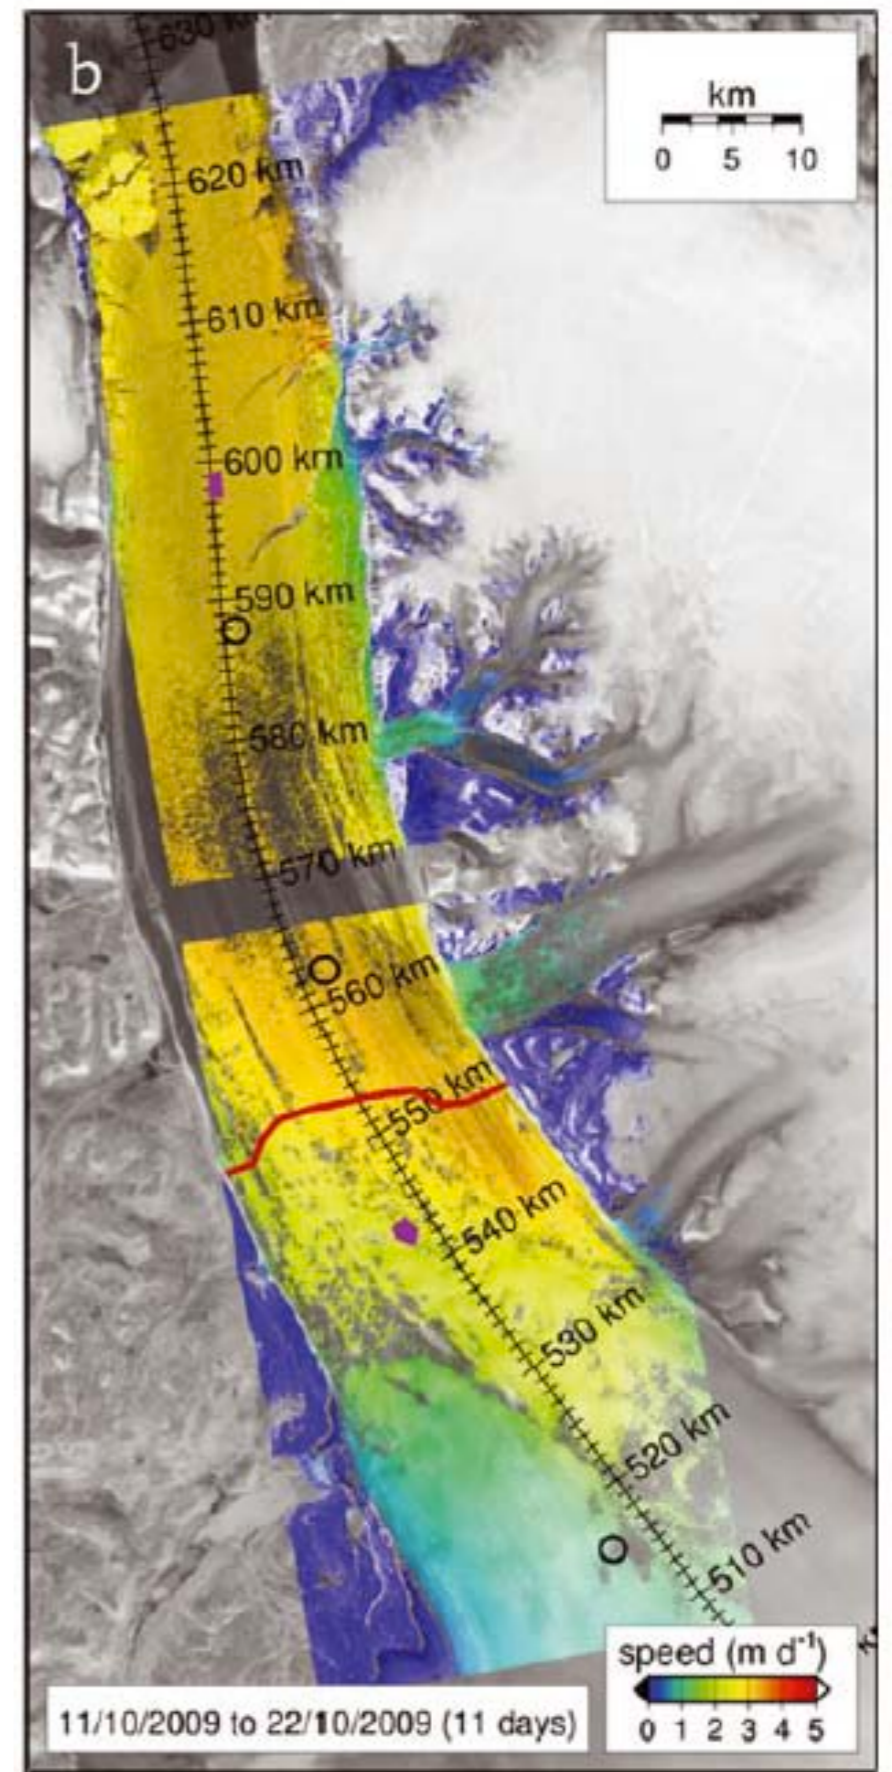 b
630 km
km
0 5 10
620 km
610 km
600 km
590 km
580 km
570 km
560 km
550 km
540 km
530 km
520 km
510 km
speed (m d⁻¹)
0 1 2 3 4 5
11/10/2009 to 22/10/2009 (11 days)